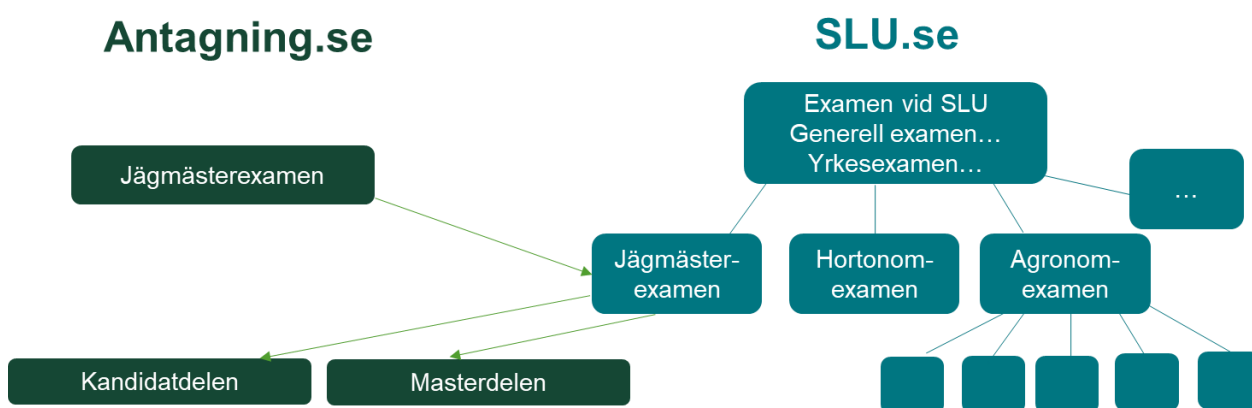 Antagning.se
SLU.se
Examen vid SLU
Generell examen…
Yrkesexamen…
Jägmästerexamen
…
Jägmäster-
examen
Hortonom-
examen
Agronom-
examen
Kandidatdelen
Masterdelen